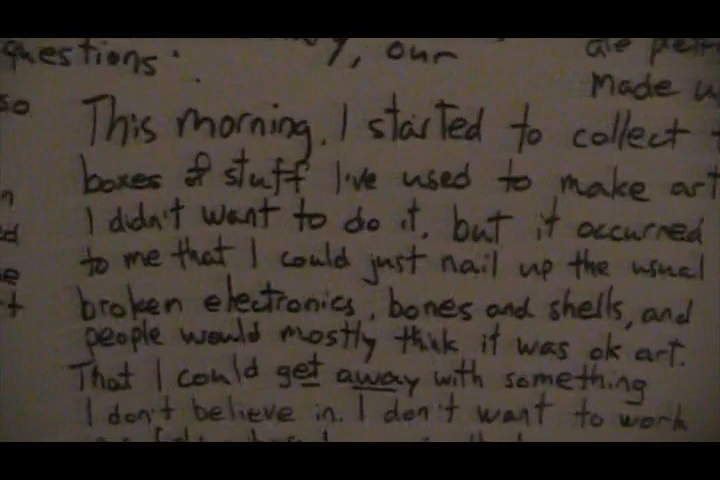 questions.
our
are
Made
so
This morning, I started to collect
boxes of stuff I've used to make art
I didn't want to do it, but it occurred
to me that I could just nail up the usual
broken electronics, bones and shells, and
people would mostly think it was ok art.
That I could get away with something
I don't believe in. I don't want to work